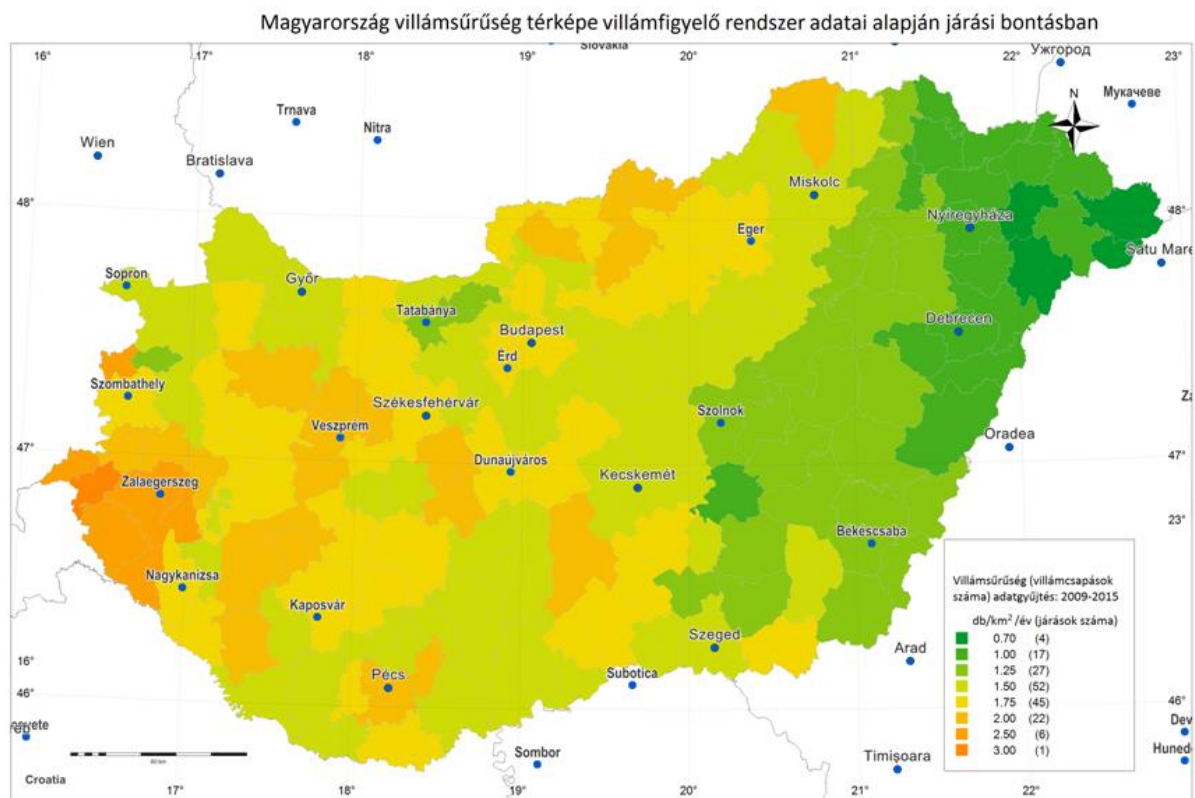 Magyarország villámsűrűség térképe villámfigyelő rendszer adatai alapján járási bontásban
16° 17° 18° 19° Slovakia 20° 21° 22° 23°
Ужгород
Мукачеве
N
Trnava
Nitra
Wien
Bratislava
Miskolc
48°
48°
Nyíregyháza
Eger
Satu Mare
Sopron
Győr
Tatabánya
Debrecen
Budapest
Érd
Szombathely
Székesfehérvár
Szolnok
Veszprém
Oradea
47°
47°
Dunaújváros
Kecskemét
Zalaegerszeg
23°
Békéscsaba
Nagykanizsa
Kaposvár
Szeged
Arad
16°
Pécs
Subotica
46°
46°
Sombor
Timișoara
Croatia
60 km
17° 18° 19° 20° 21° 22°
Villámsűrűség (villámcsapások
száma) adatgyűjtés: 2009-2015
db/km² /év (járások száma)
0.70 (4)
1.00 (17)
1.25 (27)
1.50 (52)
1.75 (45)
2.00 (22)
2.50 (6)
3.00 (1)
Dev
Hunedo